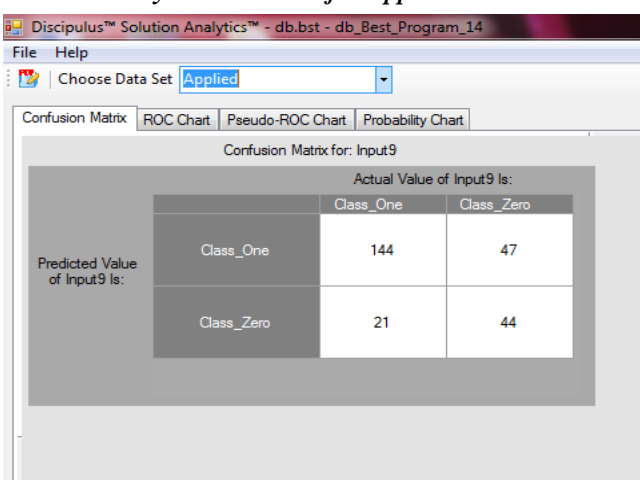 Discipulus™ Solution Analytics™ - db.bst - db_Best_Program_14
File Help
Choose Data Set Applied
Confusion Matrix ROC Chart Pseudo-ROC Chart Probability Chart
Confusion Matrix for: Input9
Actual Value of Input9 Is:
Class_One Class_Zero
Predicted Value
of Input9 Is:
Class_One 144 47
Class_Zero 21 44